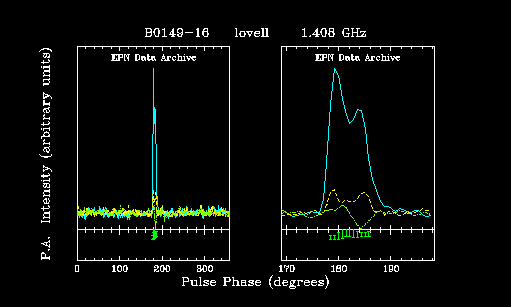 B0149-16 lovell 1.408 GHz
EPN Data Archive EPN Data Archive
P.A. Intensity (arbitrary units)
0 100 200 300 170 180 190
Pulse Phase (degrees)